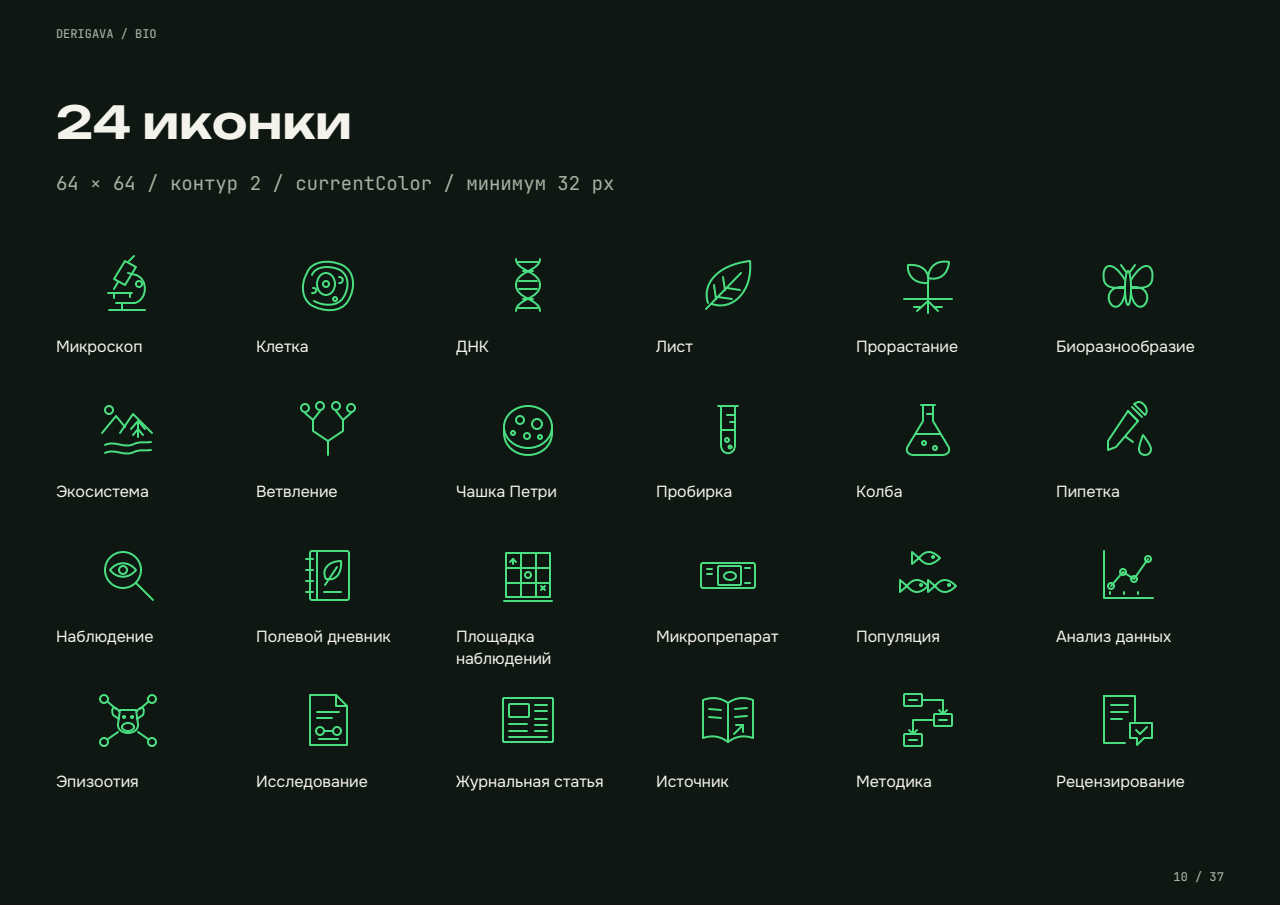 DERIGAVA / BIO
24 иконки
64 × 64 / контур 2 / currentColor / минимум 32 px
Микроскоп
Клетка
ДНК
Лист
Прорастание
Биоразнообразие
Экосистема
Ветвление
Чашка Петри
Пробирка
Колба
Пипетка
Наблюдение
Полевой дневник
Площадка
наблюдений
Микропрепарат
Популяция
Анализ данных
Эпизоотия
Исследование
Журнальная статья
Источник
Методика
Рецензирование
10 / 37